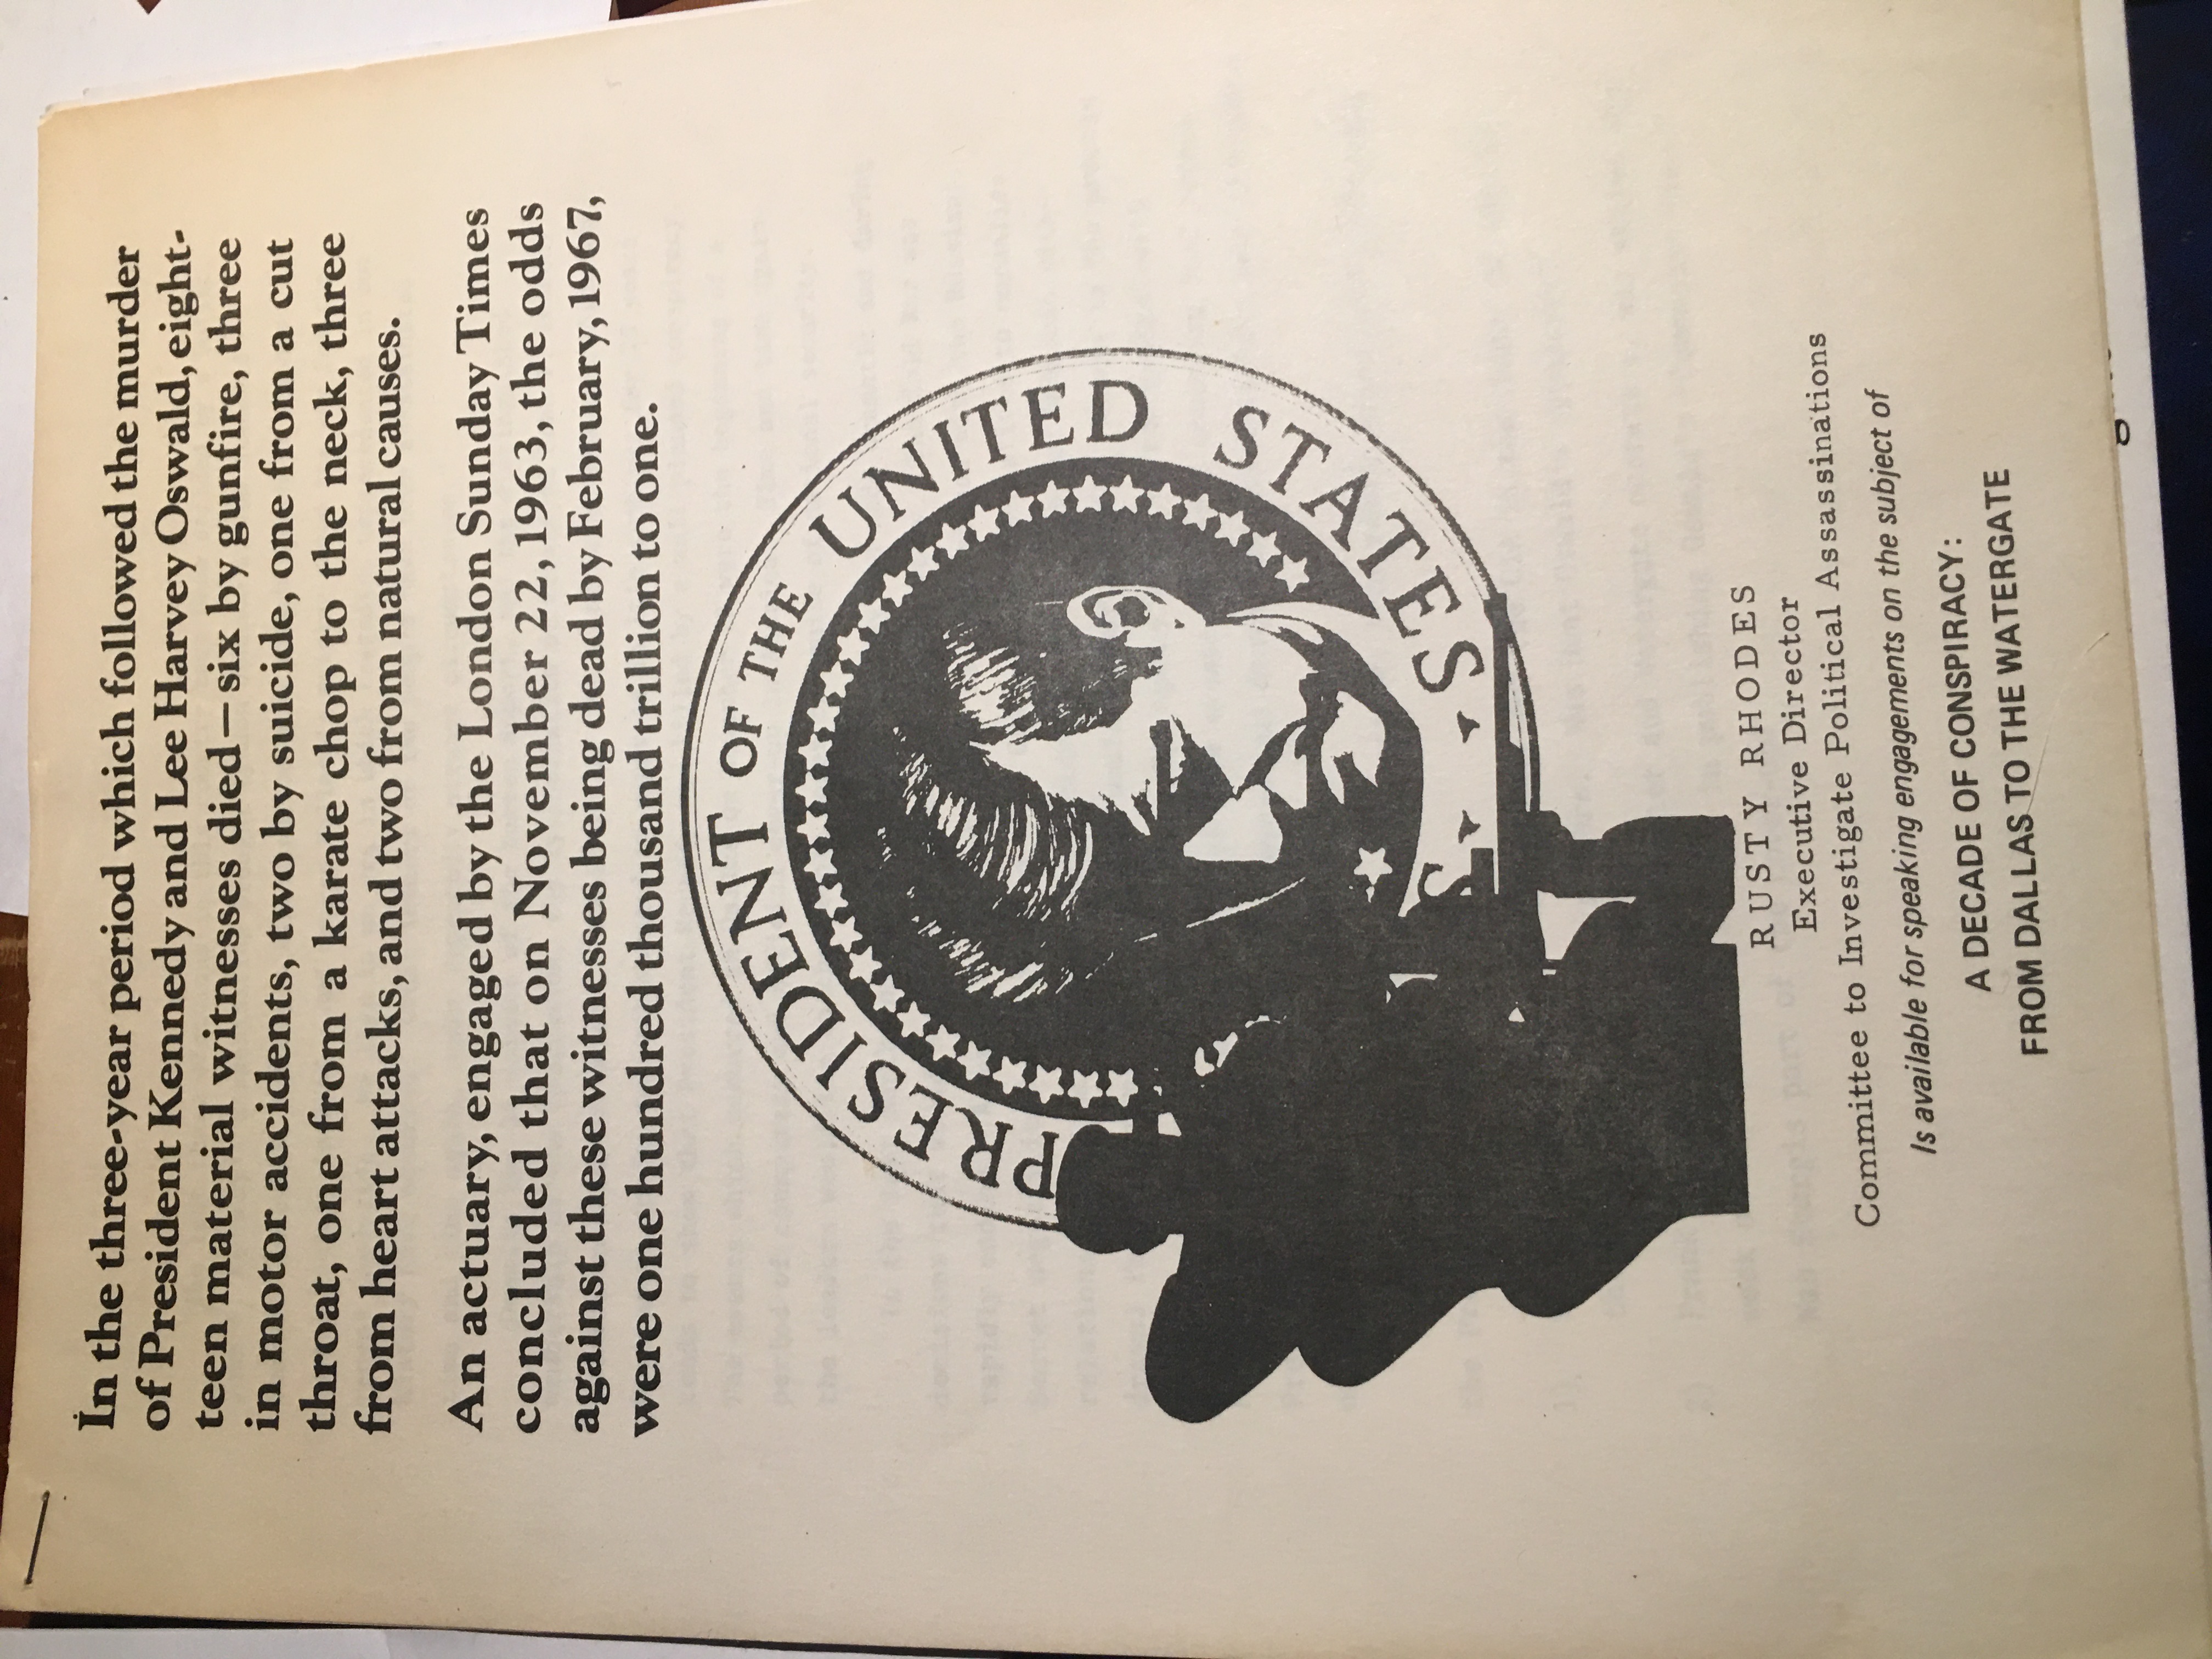 In the three-year period which followed the murder
of President Kennedy and Lee Harvey Oswald, eight-
teen material witnesses died—six by gunfire, three
in motor accidents, two by suicide, one from a cut
throat, one from a karate chop to the neck, three
from heart attacks, and two from natural causes.
An actuary, engaged by the London Sunday Times
concluded that on November 22, 1963, the odds
against these witnesses being dead by February, 1967,
were one hundred thousand trillion to one.
PRESIDENT OF THE UNITED STATES
RUSTY RHODES
Executive Director
Committee to Investigate Political Assassinations
Is available for speaking engagements on the subject of
A DECADE OF CONSPIRACY:
FROM DALLAS TO THE WATERGATE